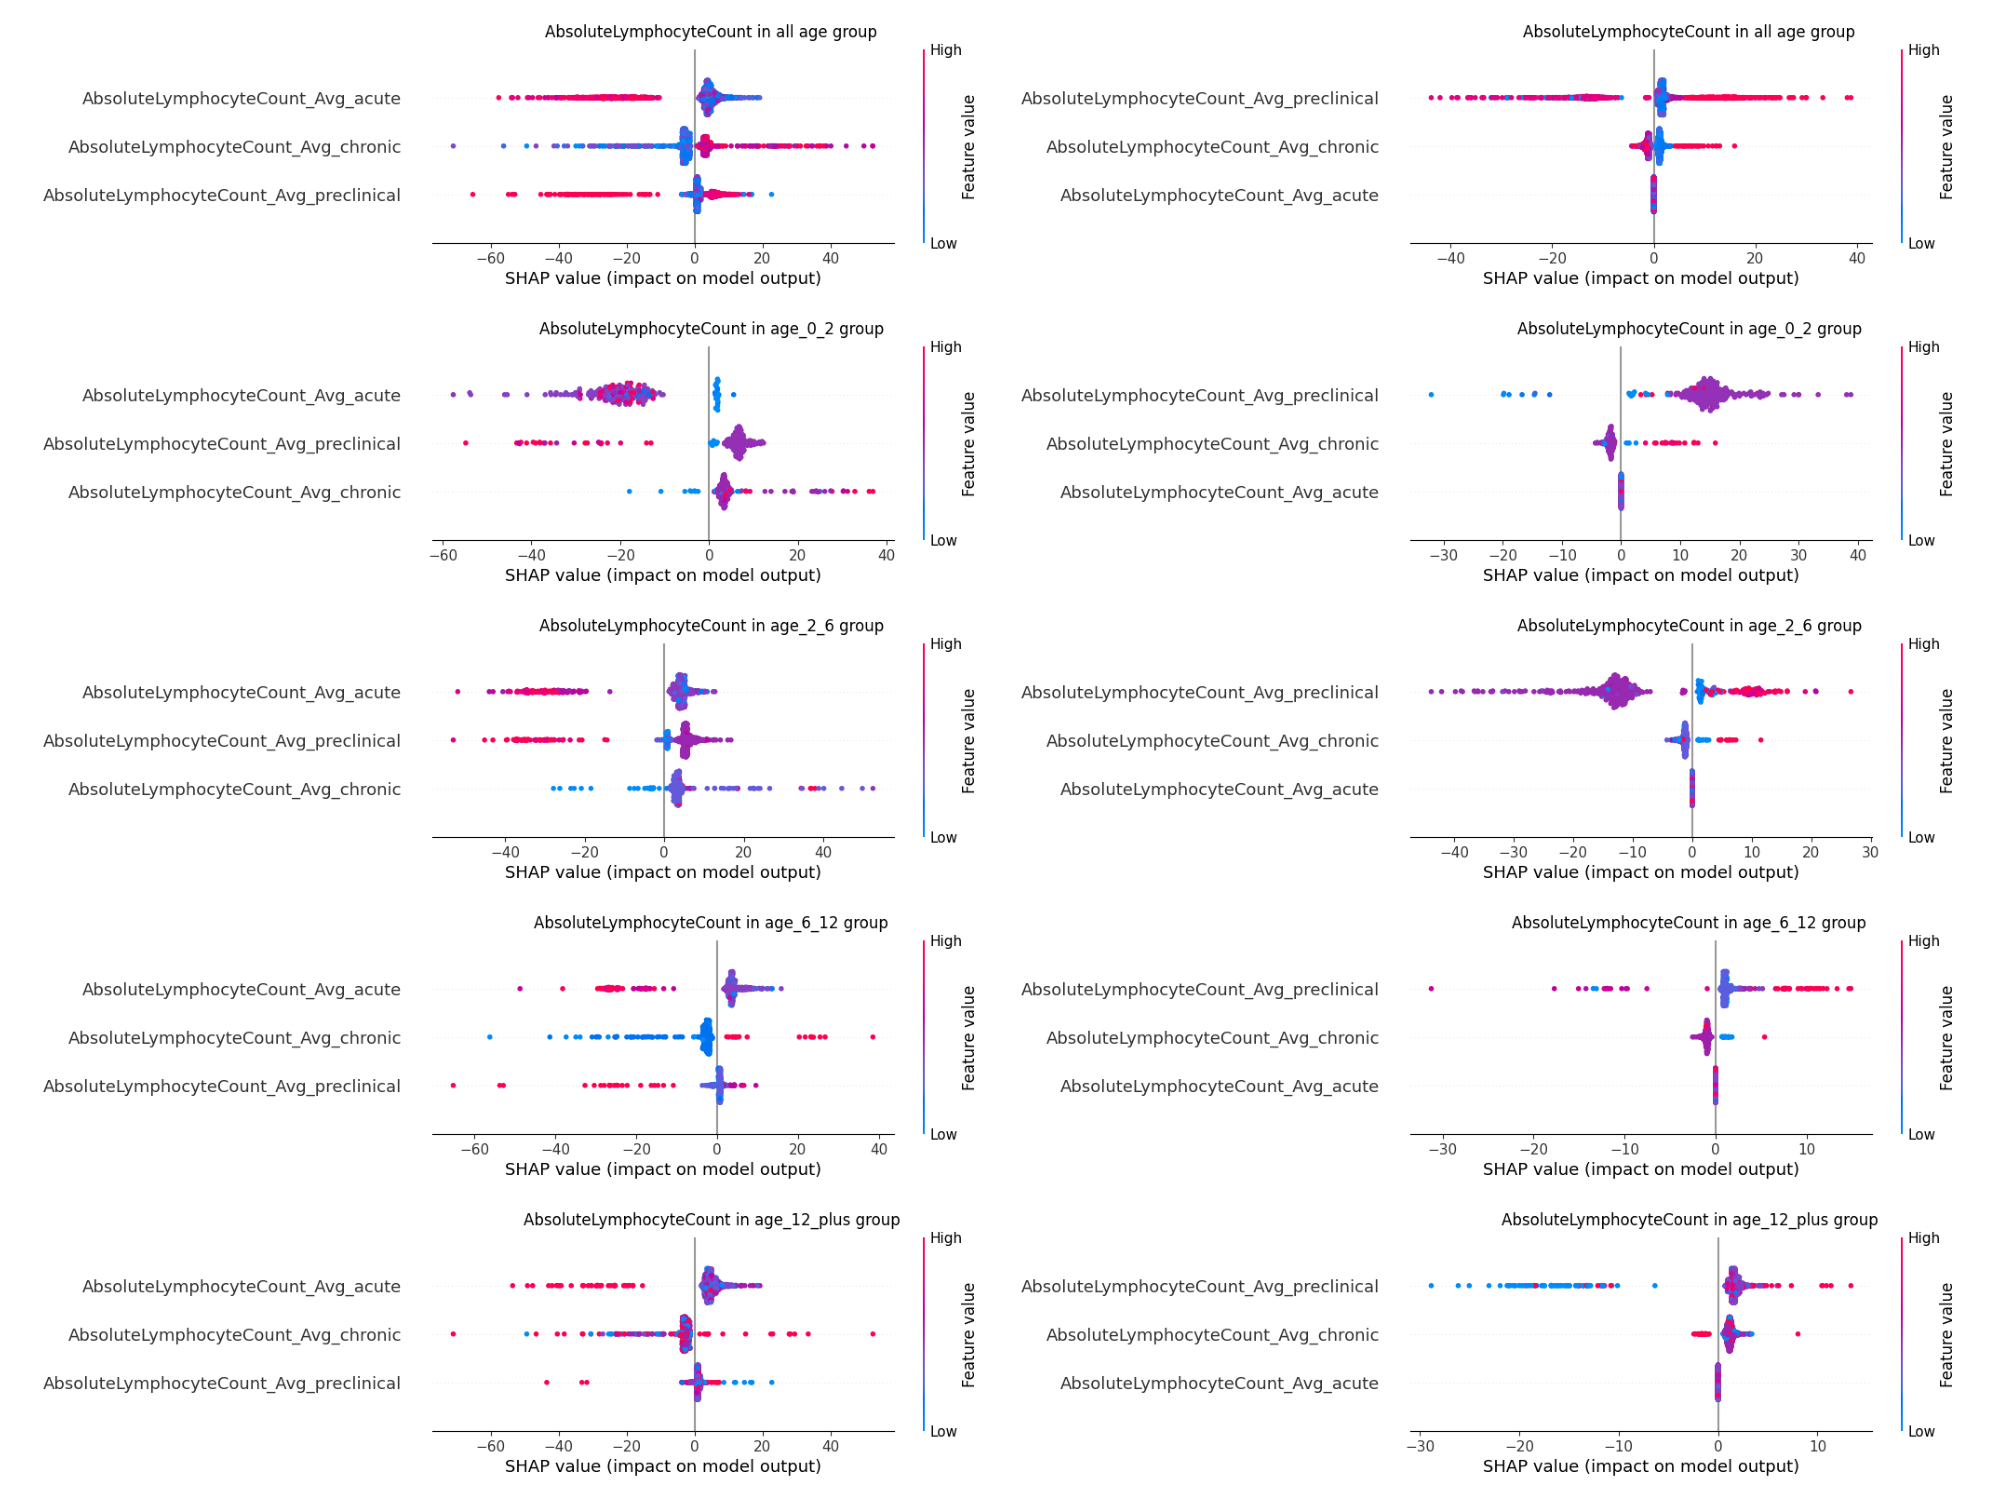 AbsoluteLymphocyteCount in all age group
High
AbsoluteLymphocyteCount_Avg_acute
AbsoluteLymphocyteCount_Avg_chronic
AbsoluteLymphocyteCount_Avg_preclinical
Feature value
Low
−60 −40 −20 0 20 40
SHAP value (impact on model output)
AbsoluteLymphocyteCount in all age group
High
AbsoluteLymphocyteCount_Avg_preclinical
AbsoluteLymphocyteCount_Avg_chronic
AbsoluteLymphocyteCount_Avg_acute
Feature value
Low
−40 −20 0 20 40
SHAP value (impact on model output)
AbsoluteLymphocyteCount in age_0_2 group
High
AbsoluteLymphocyteCount_Avg_acute
AbsoluteLymphocyteCount_Avg_preclinical
AbsoluteLymphocyteCount_Avg_chronic
Feature value
Low
−60 −40 −20 0 20 40
SHAP value (impact on model output)
AbsoluteLymphocyteCount in age_0_2 group
High
AbsoluteLymphocyteCount_Avg_preclinical
AbsoluteLymphocyteCount_Avg_chronic
AbsoluteLymphocyteCount_Avg_acute
Feature value
Low
−30 −20 −10 0 10 20 30 40
SHAP value (impact on model output)
AbsoluteLymphocyteCount in age_2_6 group
High
AbsoluteLymphocyteCount_Avg_acute
AbsoluteLymphocyteCount_Avg_preclinical
AbsoluteLymphocyteCount_Avg_chronic
Feature value
Low
−40 −20 0 20 40
SHAP value (impact on model output)
AbsoluteLymphocyteCount in age_2_6 group
High
AbsoluteLymphocyteCount_Avg_preclinical
AbsoluteLymphocyteCount_Avg_chronic
AbsoluteLymphocyteCount_Avg_acute
Feature value
Low
−40 −30 −20 −10 0 10 20 30
SHAP value (impact on model output)
AbsoluteLymphocyteCount in age_6_12 group
High
AbsoluteLymphocyteCount_Avg_acute
AbsoluteLymphocyteCount_Avg_chronic
AbsoluteLymphocyteCount_Avg_preclinical
Feature value
Low
−60 −40 −20 0 20 40
SHAP value (impact on model output)
AbsoluteLymphocyteCount in age_6_12 group
High
AbsoluteLymphocyteCount_Avg_preclinical
AbsoluteLymphocyteCount_Avg_chronic
AbsoluteLymphocyteCount_Avg_acute
Feature value
Low
−30 −20 −10 0 10
SHAP value (impact on model output)
AbsoluteLymphocyteCount in age_12_plus group
High
AbsoluteLymphocyteCount_Avg_acute
AbsoluteLymphocyteCount_Avg_chronic
AbsoluteLymphocyteCount_Avg_preclinical
Feature value
Low
−60 −40 −20 0 20 40
SHAP value (impact on model output)
AbsoluteLymphocyteCount in age_12_plus group
High
AbsoluteLymphocyteCount_Avg_preclinical
AbsoluteLymphocyteCount_Avg_chronic
AbsoluteLymphocyteCount_Avg_acute
Feature value
Low
−30 −20 −10 0 10
SHAP value (impact on model output)